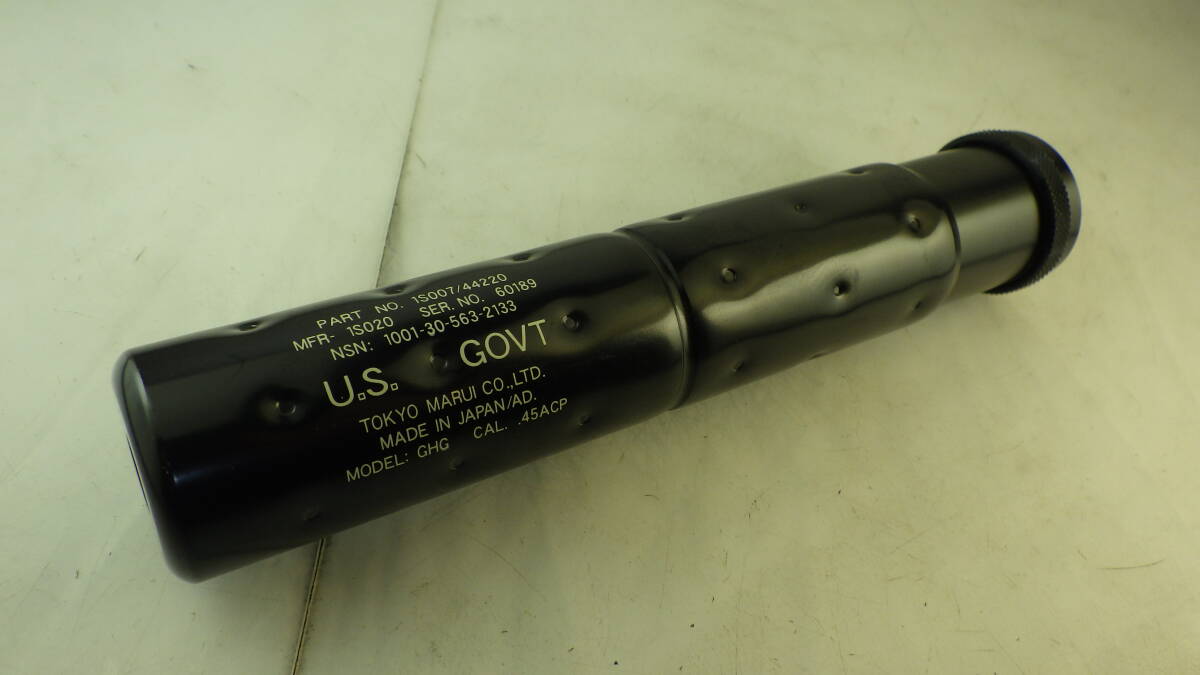 PART NO. 1S007/44220
MFR- 1S020 SER. NO. 60189
NSN: 1001-30-563-2133
U.S. GOVT
TOKYO MARUI CO.,LTD.
MADE IN JAPAN/AD.
MODEL: GHG CAL. .45ACP